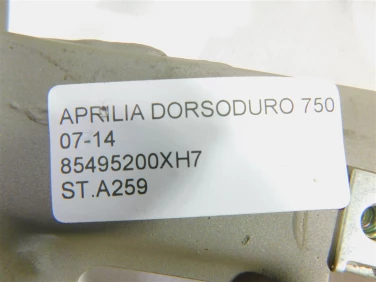 APRILIA DORSODURO 750
07-14
85495200XH7
ST.A259